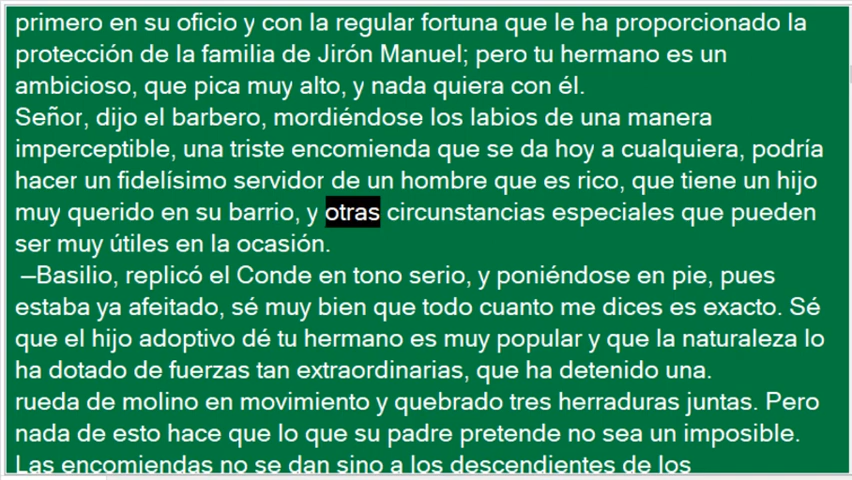 primero en su oficio y con la regular fortuna que le ha proporcionado la
protección de la familia de Jirón Manuel; pero tu hermano es un
ambicioso, que pica muy alto, y nada quiera con él.
Señor, dijo el barbero, mordiéndose los labios de una manera
imperceptible, una triste encomienda que se da hoy a cualquiera, podría
hacer un fidelísimo servidor de un hombre que es rico, que tiene un hijo
muy querido en su barrio, y otras circunstancias especiales que pueden
ser muy útiles en la ocasión.
–Basilio, replicó el Conde en tono serio, y poniéndose en pie, pues
estaba ya afeitado, sé muy bien que todo cuanto me dices es exacto. Sé
que el hijo adoptivo dé tu hermano es muy popular y que la naturaleza lo
ha dotado de fuerzas tan extraordinarias, que ha detenido una.
rueda de molino en movimiento y quebrado tres herraduras juntas. Pero
nada de esto hace que lo que su padre pretende no sea un imposible.
Las encomiendas no se dan sino a los descendientes de los